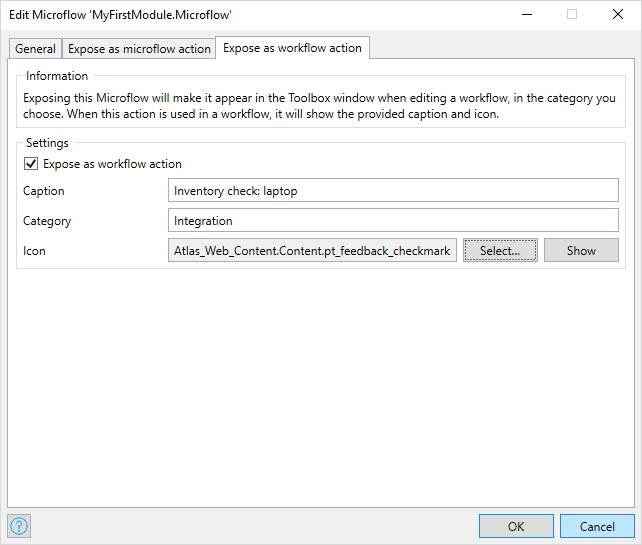 Edit Microflow 'MyFirstModule.Microflow'
General Expose as microflow action Expose as workflow action
Information
Exposing this Microflow will make it appear in the Toolbox window when editing a workflow, in the category you
choose. When this action is used in a workflow, it will show the provided caption and icon.
Settings
Expose as workflow action
Caption Inventory check: laptop
Category Integration
Icon Atlas_Web_Content.Content.pt_feedback_checkmark Select... Show
? OK Cancel